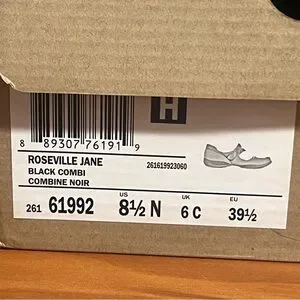 H
8 89307 76191 9
ROSEVILLE JANE
261619923060
BLACK COMBI
COMBINE NOIR
US UK EU
261 61992 8½ N 6 C 39½